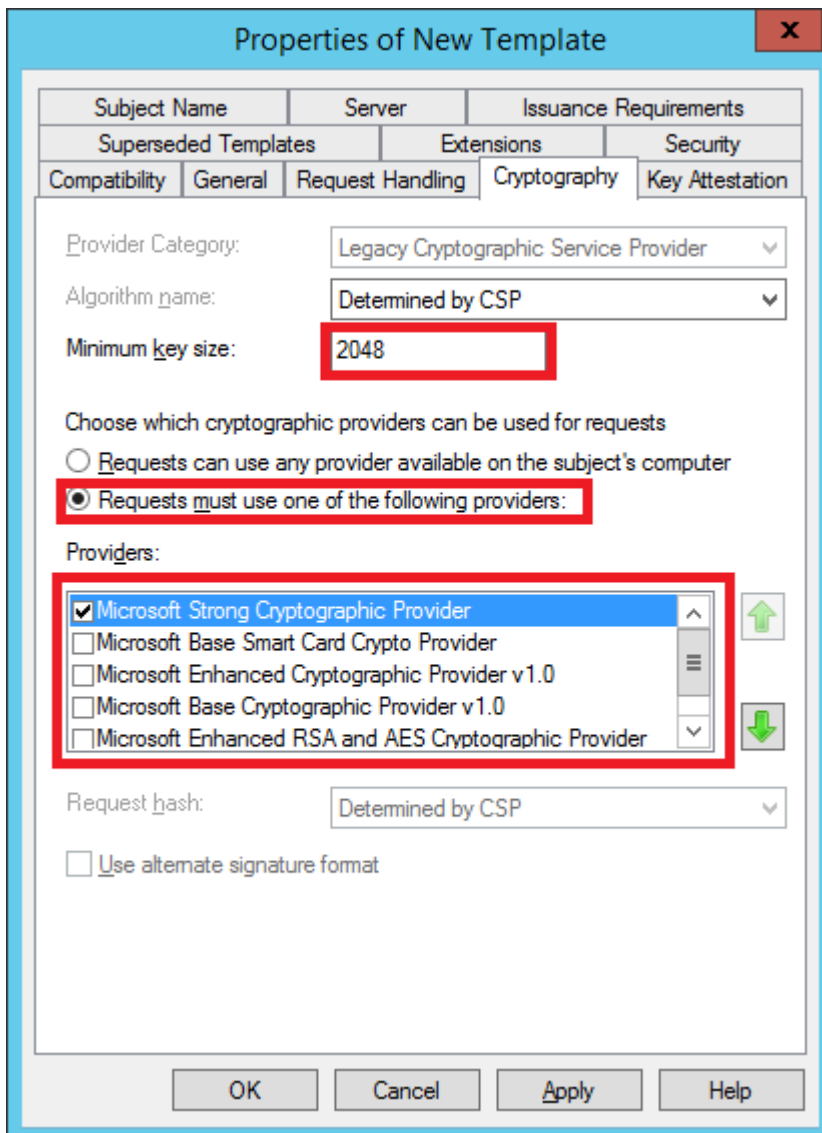 Properties of New Template
x
Subject Name Server Issuance Requirements
Superseded Templates Extensions Security
Compatibility General Request Handling Cryptography Key Attestation
Provider Category: Legacy Cryptographic Service Provider
Algorithm name: Determined by CSP
Minimum key size: 2048
Choose which cryptographic providers can be used for requests
Requests can use any provider available on the subject's computer
Requests must use one of the following providers:
Providers:
Microsoft Strong Cryptographic Provider
Microsoft Base Smart Card Crypto Provider
Microsoft Enhanced Cryptographic Provider v1.0
Microsoft Base Cryptographic Provider v1.0
Microsoft Enhanced RSA and AES Cryptographic Provider
Request hash: Determined by CSP
Use alternate signature format
OK Cancel Apply Help